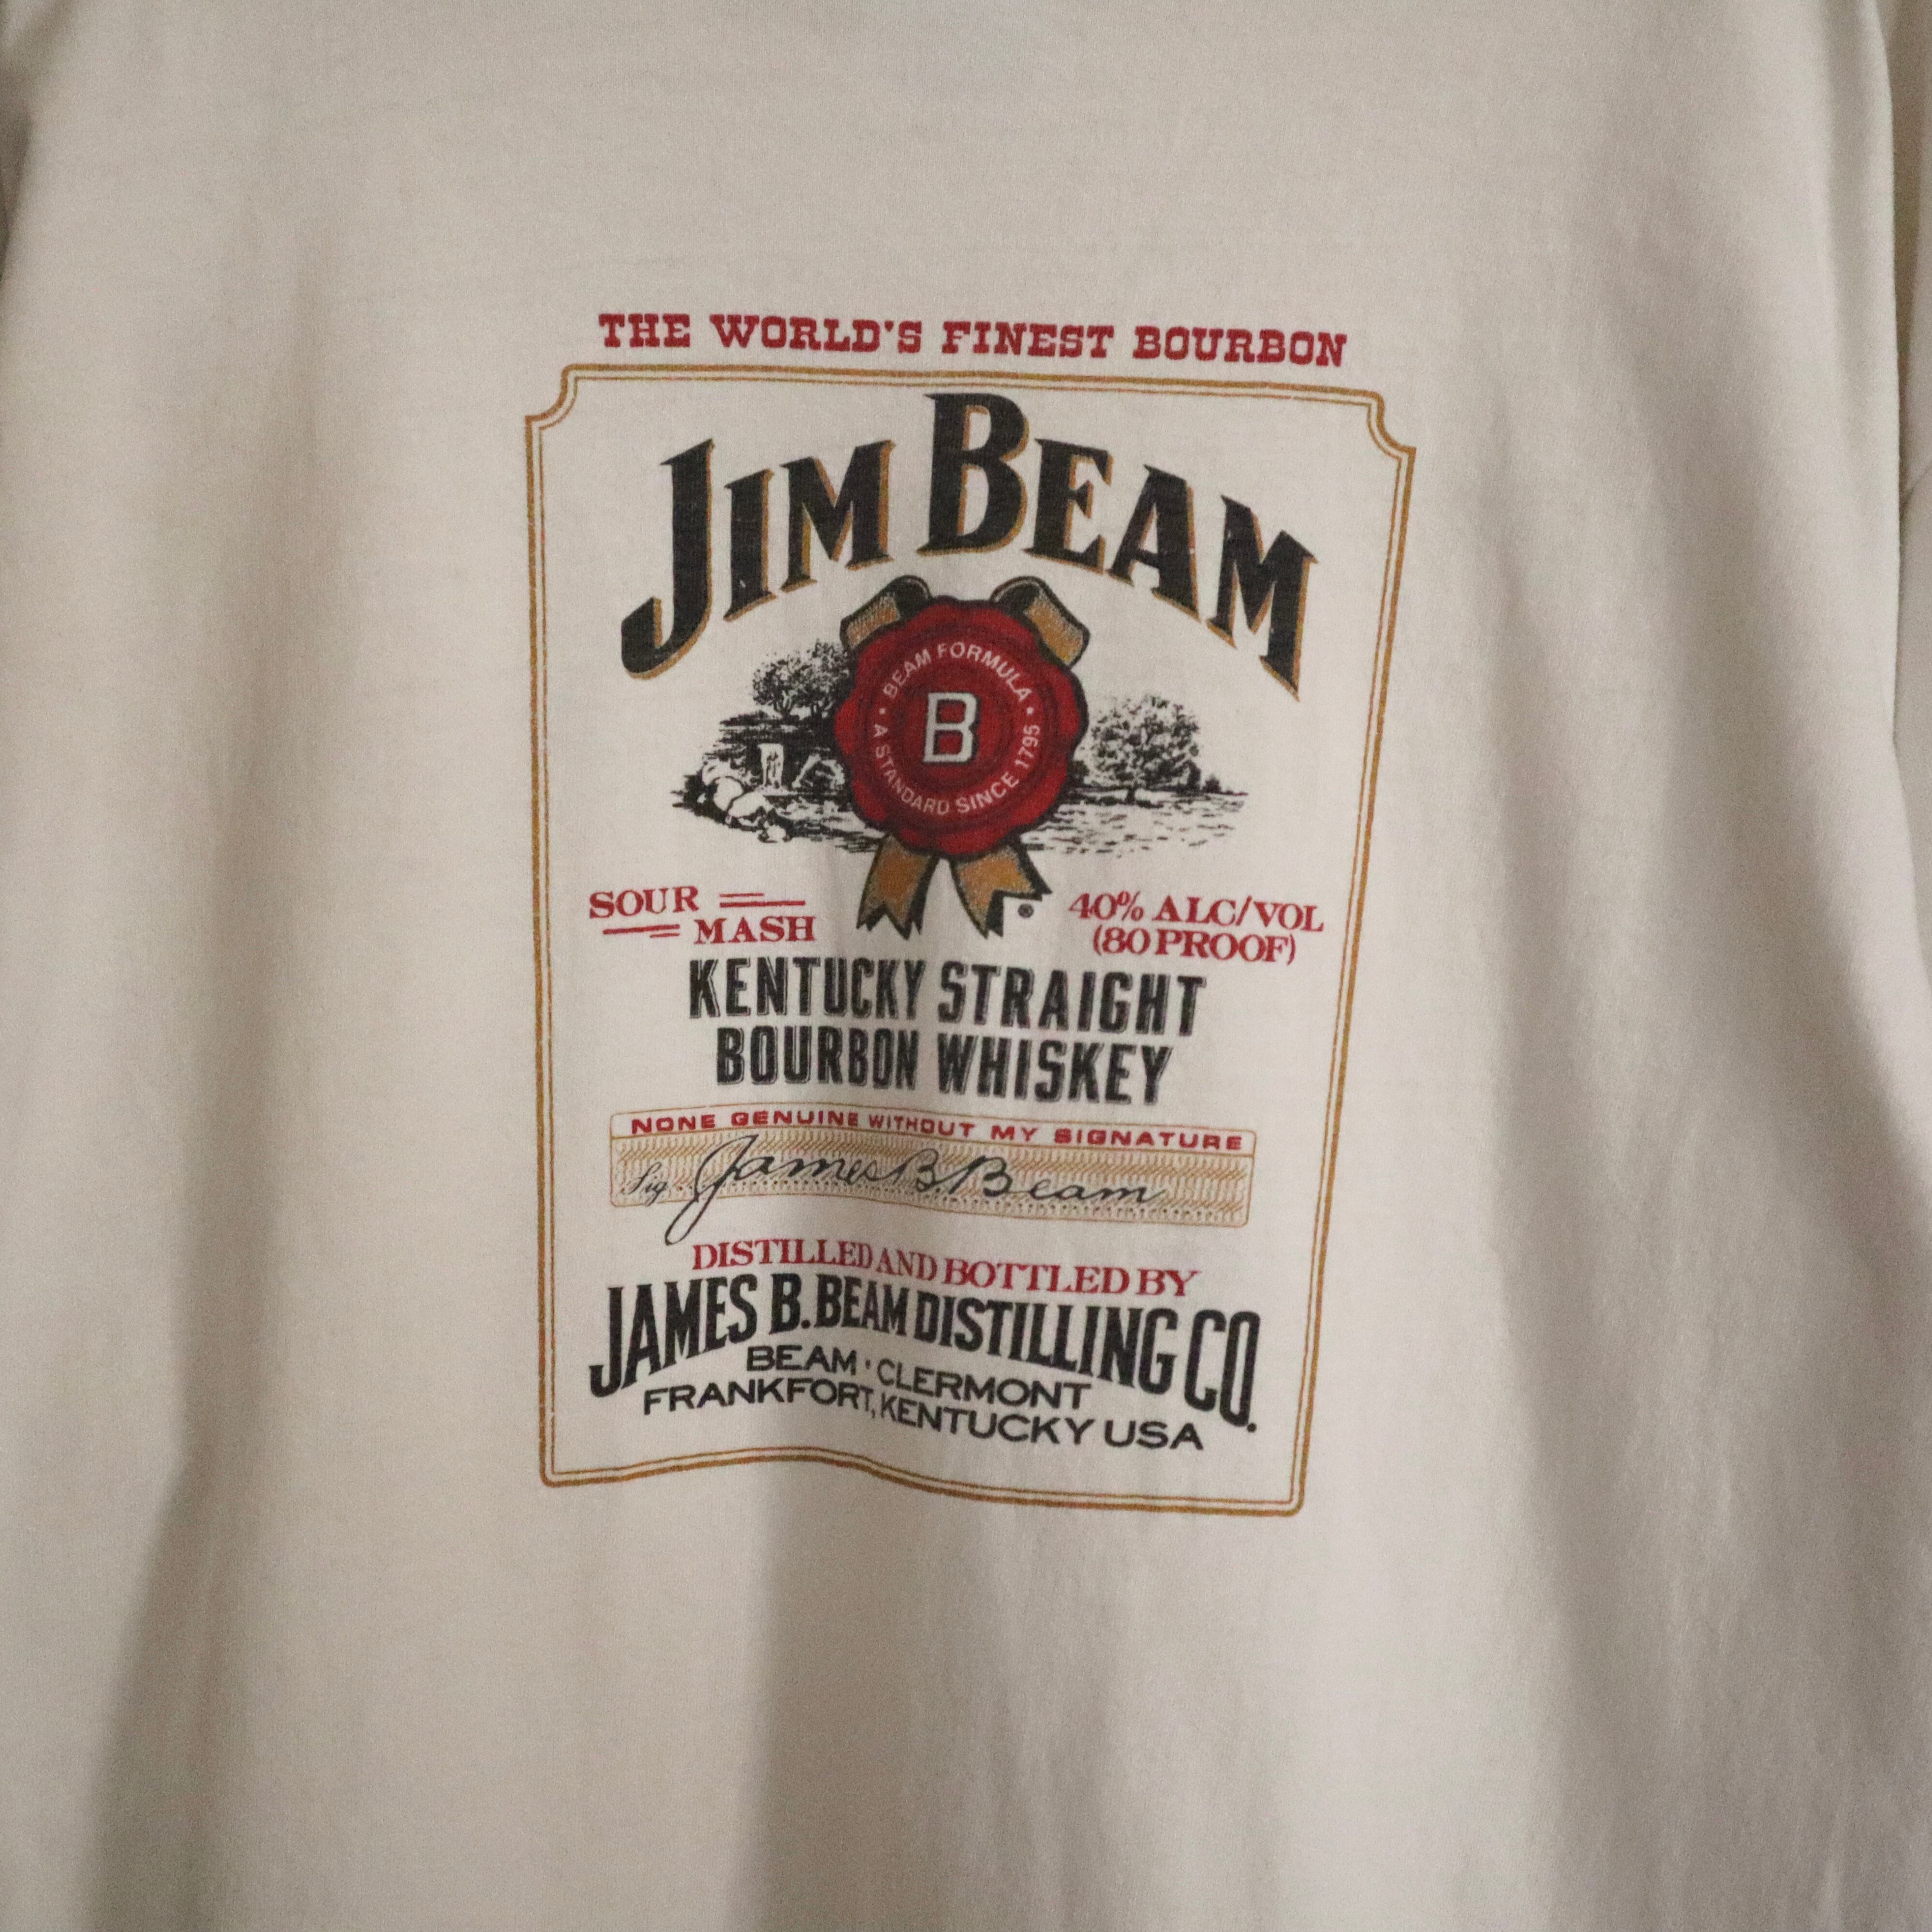 THE WORLD'S FINEST BOURBON
JIM BEAM
• BEAM FORMULA •
B
A STANDARD SINCE 1795
®
SOUR
MASH
40% ALC/VOL
(80 PROOF)
KENTUCKY STRAIGHT
BOURBON WHISKEY
NONE GENUINE WITHOUT MY SIGNATURE
Sig. James B Beam
DISTILLED AND BOTTLED BY
JAMES B. BEAM DISTILLING CO.
BEAM • CLERMONT
FRANKFORT, KENTUCKY USA